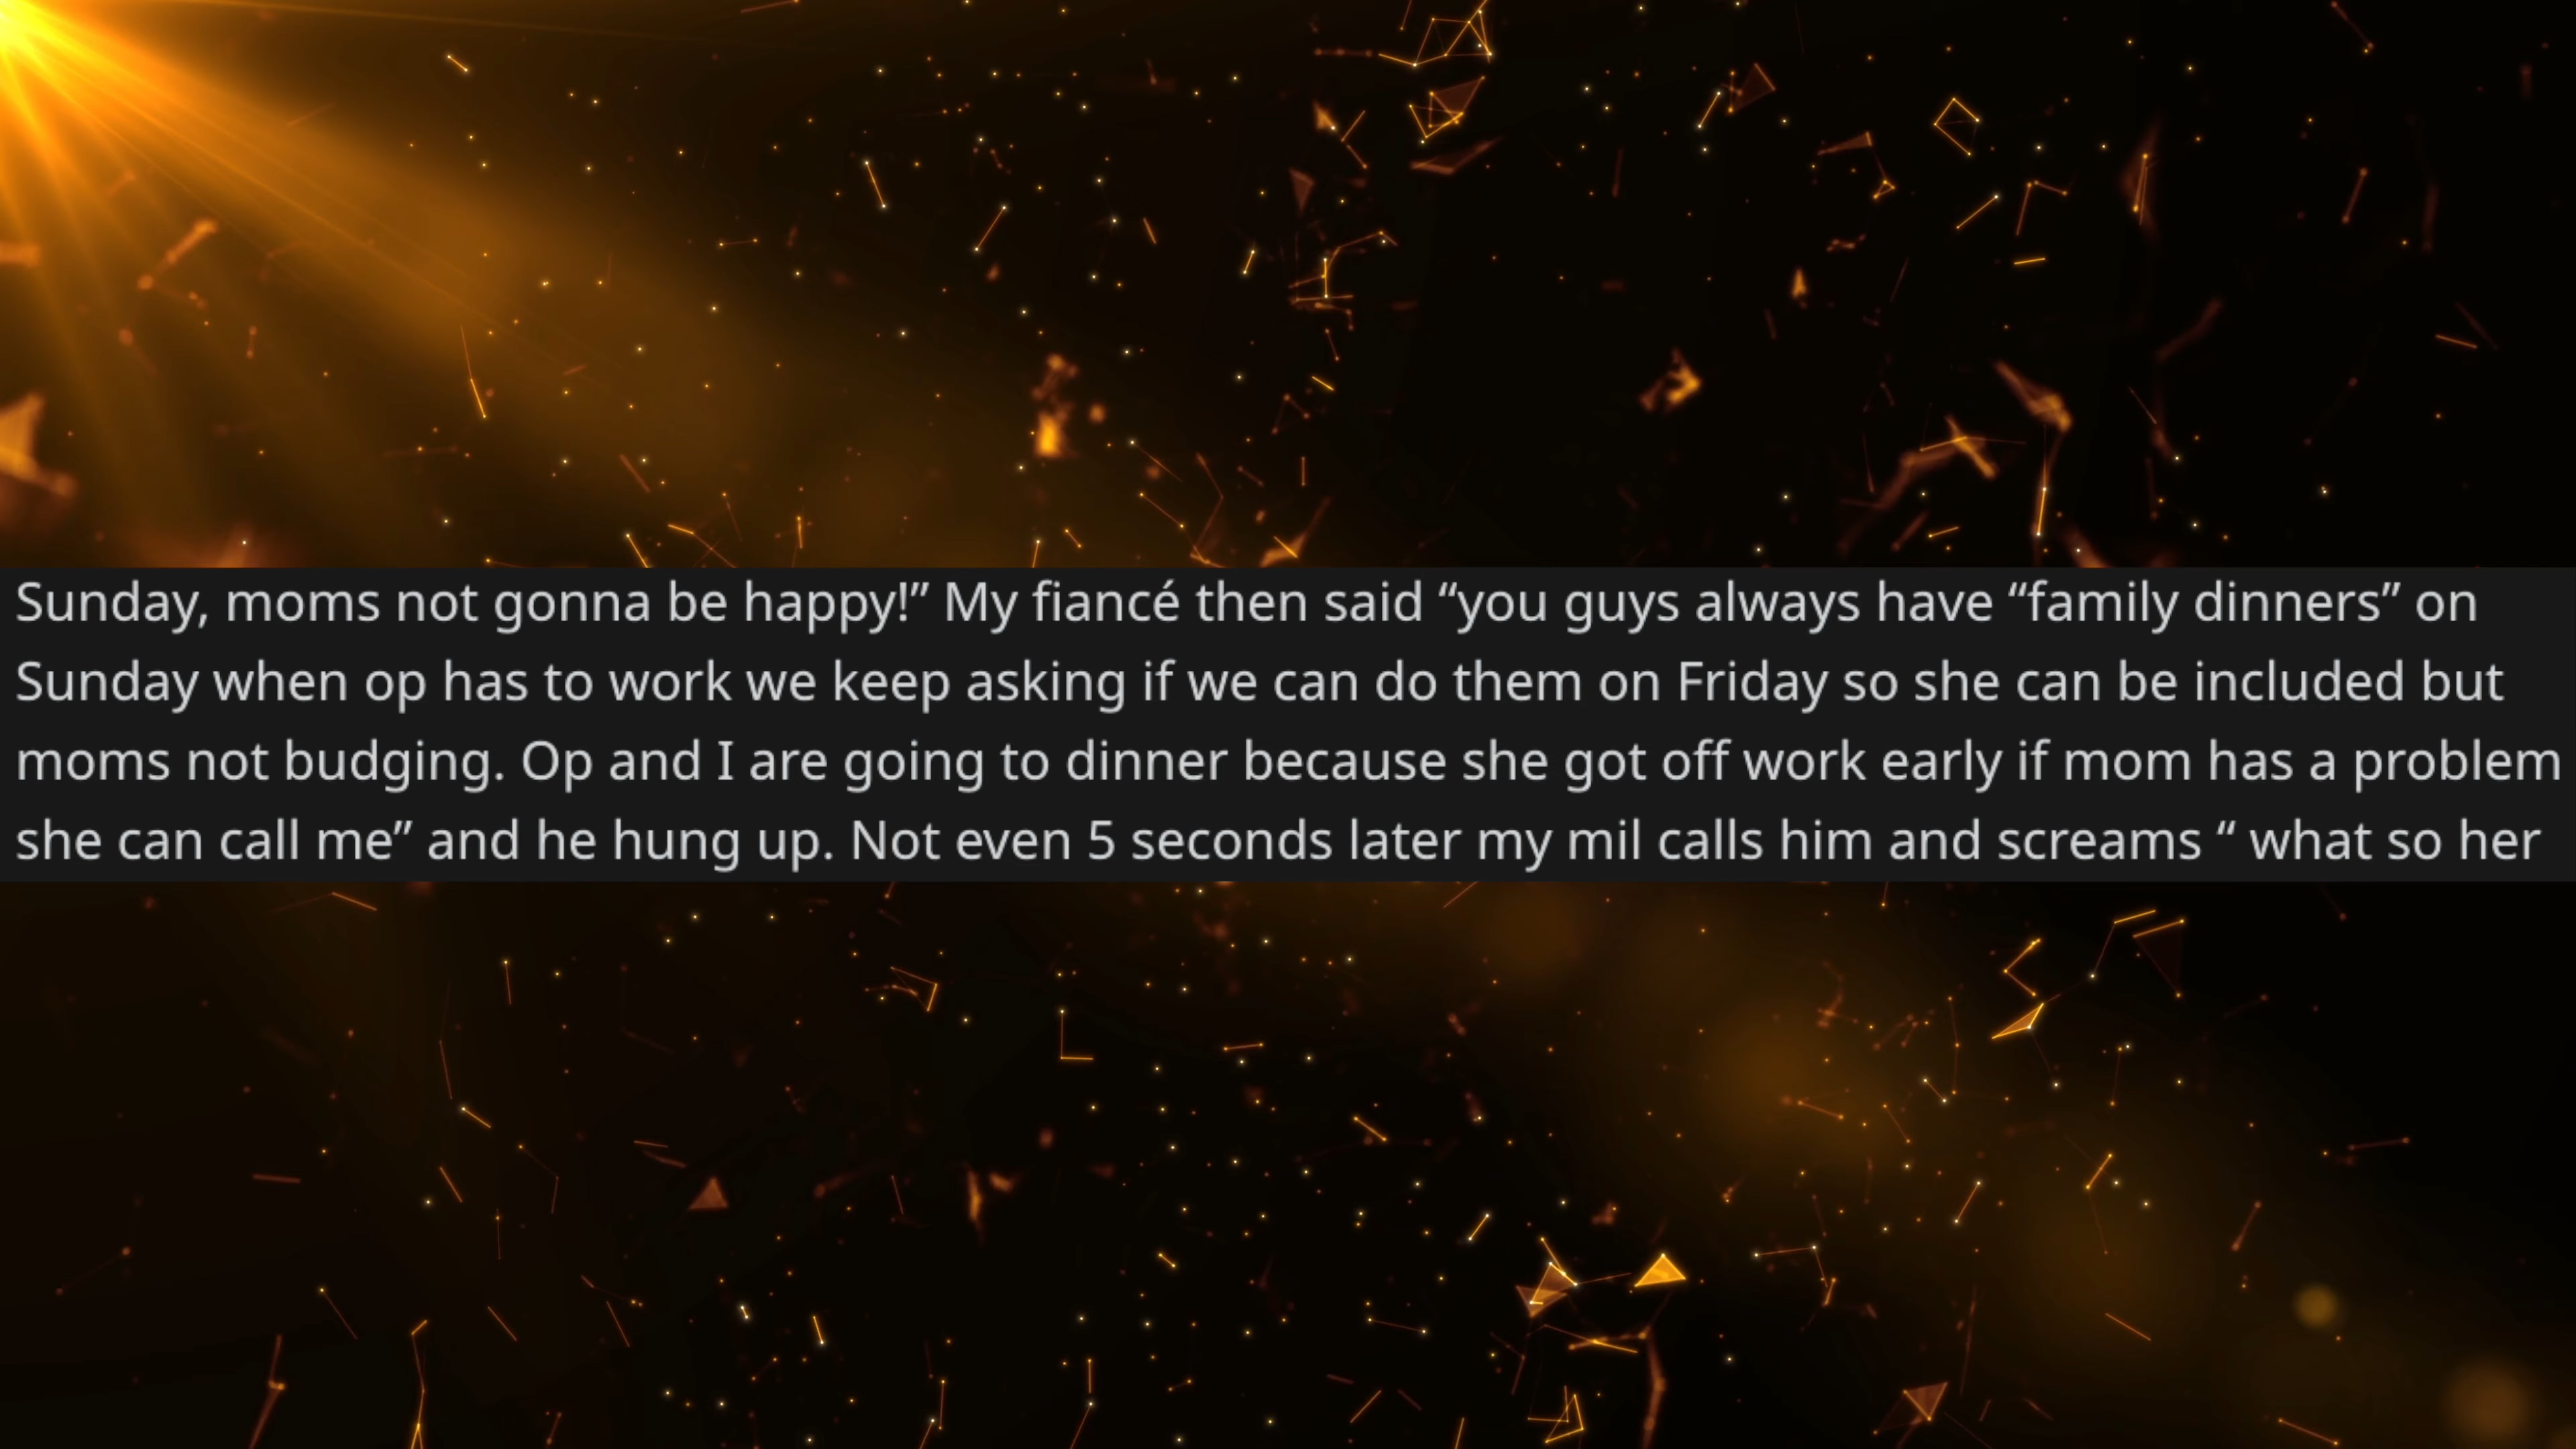 Sunday, moms not gonna be happy!” My fiancé then said “you guys always have “family dinners” on
Sunday when op has to work we keep asking if we can do them on Friday so she can be included but
moms not budging. Op and I are going to dinner because she got off work early if mom has a problem
she can call me” and he hung up. Not even 5 seconds later my mil calls him and screams “ what so her